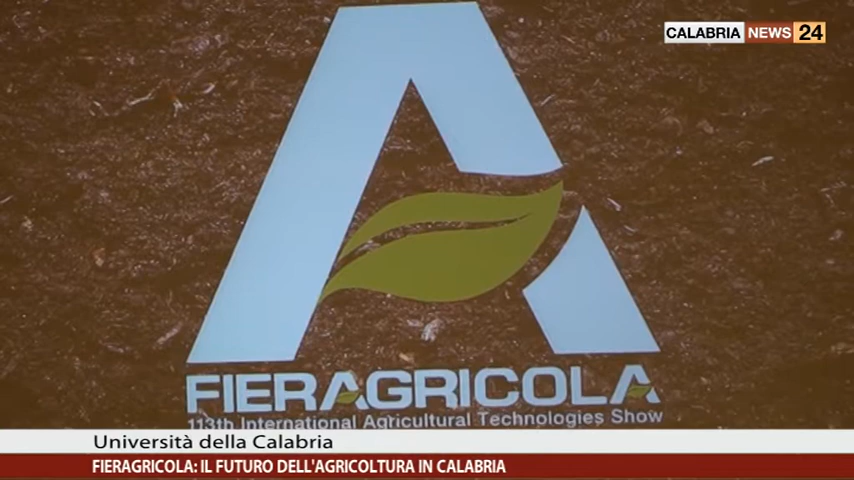 CALABRIA NEWS 24
FIERAGRICOLA
113th International Agricultural Technologies Show
Università della Calabria
FIERAGRICOLA: IL FUTURO DELL'AGRICOLTURA IN CALABRIA